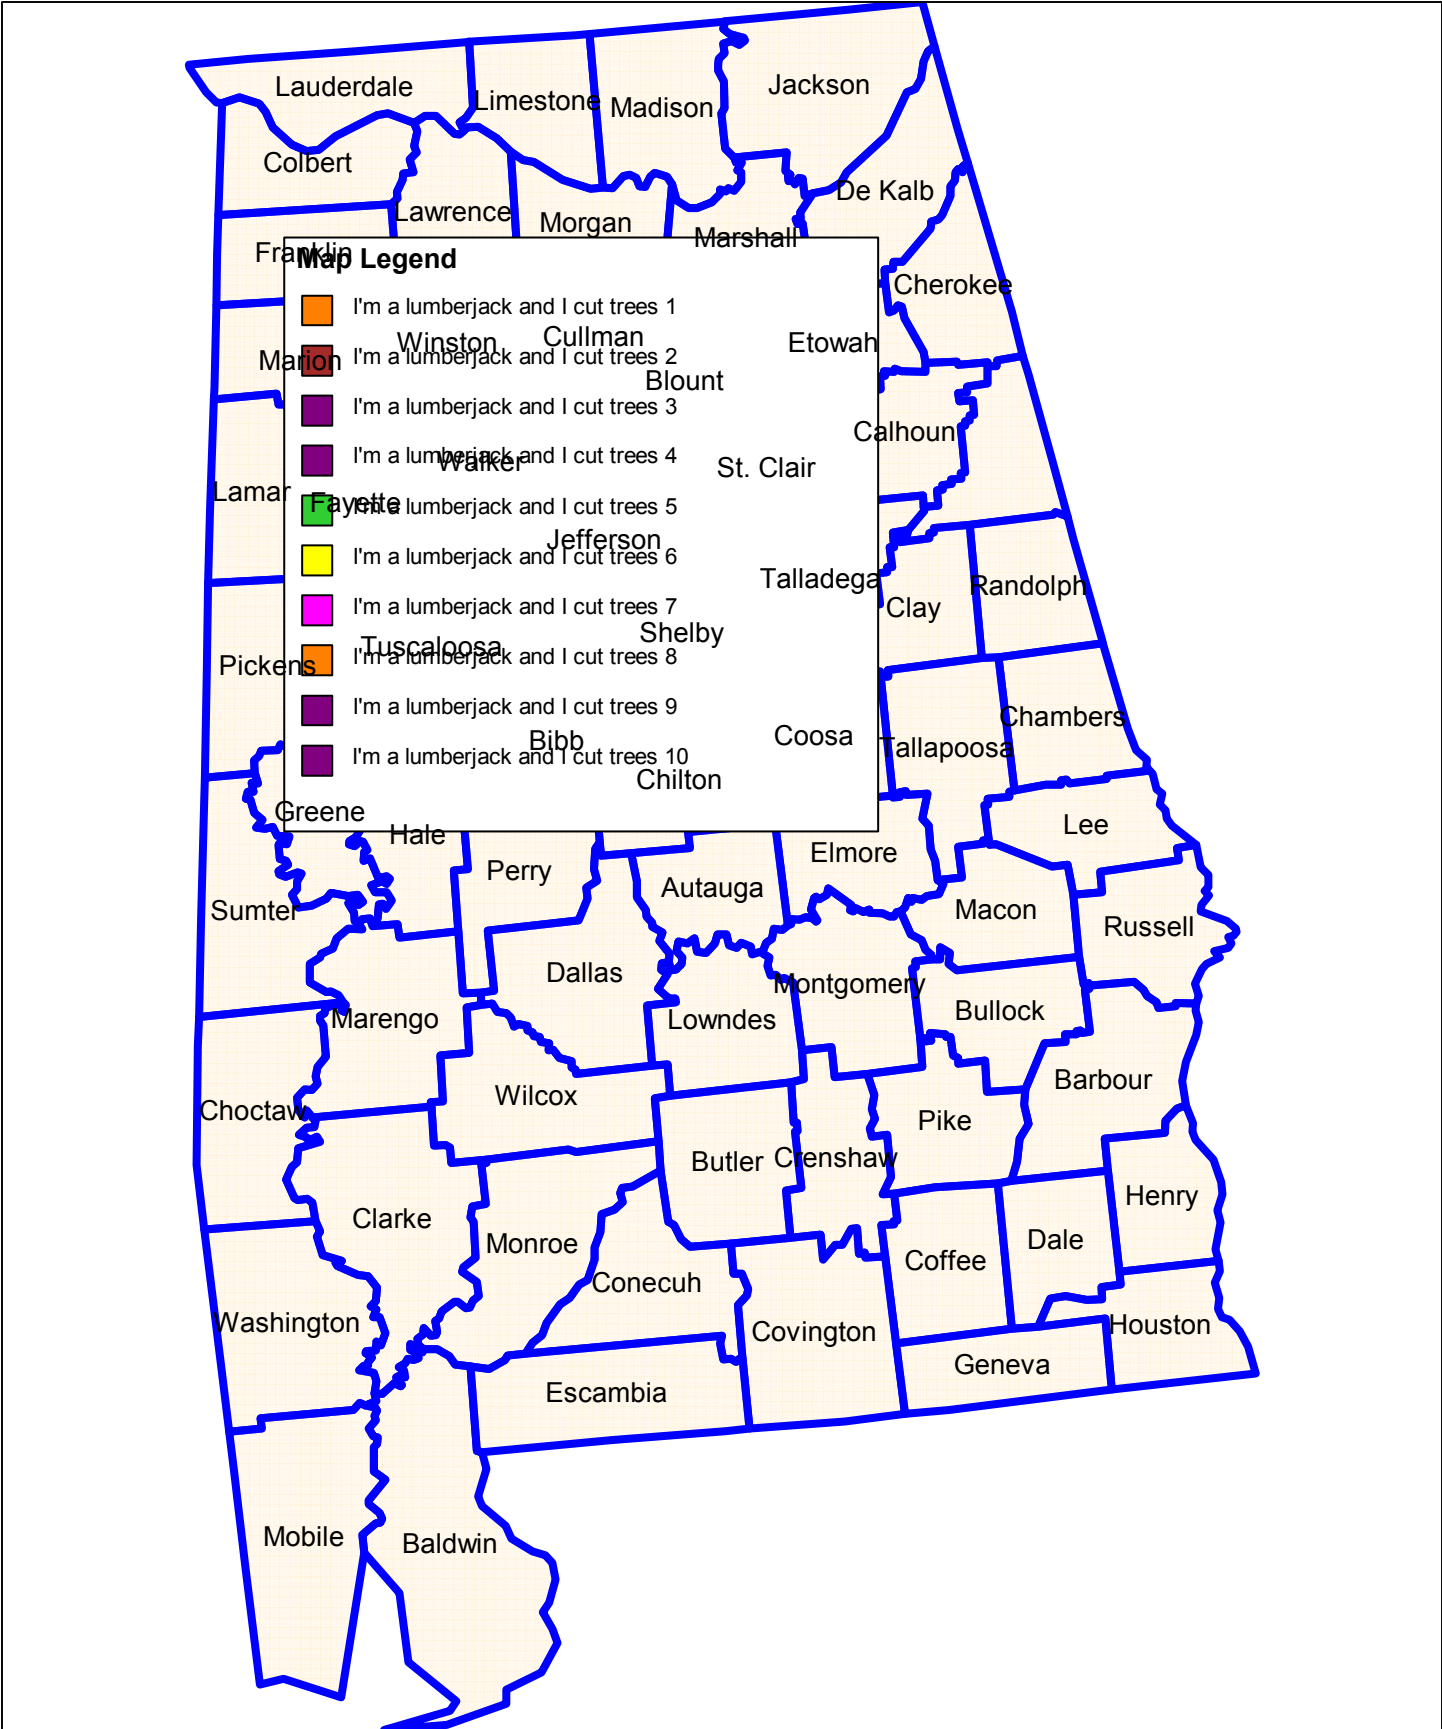 Lauderdale
Limestone
Madison
Jackson
Colbert
Lawrence
Morgan
De Kalb
Marshall
Franklin
Map Legend
Cherokee
I'm a lumberjack and I cut trees 1
Winston
Cullman
Etowah
Marion
I'm a lumberjack and I cut trees 2
Blount
I'm a lumberjack and I cut trees 3
Calhoun
I'm a lumberjack and I cut trees 4
Walker
St. Clair
Lamar
Fayette
I'm a lumberjack and I cut trees 5
Jefferson
I'm a lumberjack and I cut trees 6
Talladega
Clay
Randolph
I'm a lumberjack and I cut trees 7
Shelby
Tuscaloosa
Pickens
I'm a lumberjack and I cut trees 8
I'm a lumberjack and I cut trees 9
Chambers
Bibb
Coosa
Tallapoosa
I'm a lumberjack and I cut trees 10
Chilton
Greene
Hale
Lee
Elmore
Perry
Autauga
Sumter
Macon
Russell
Dallas
Montgomery
Marengo
Lowndes
Bullock
Wilcox
Barbour
Choctaw
Pike
Butler
Crenshaw
Henry
Clarke
Monroe
Dale
Coffee
Conecuh
Washington
Covington
Houston
Geneva
Escambia
Mobile
Baldwin